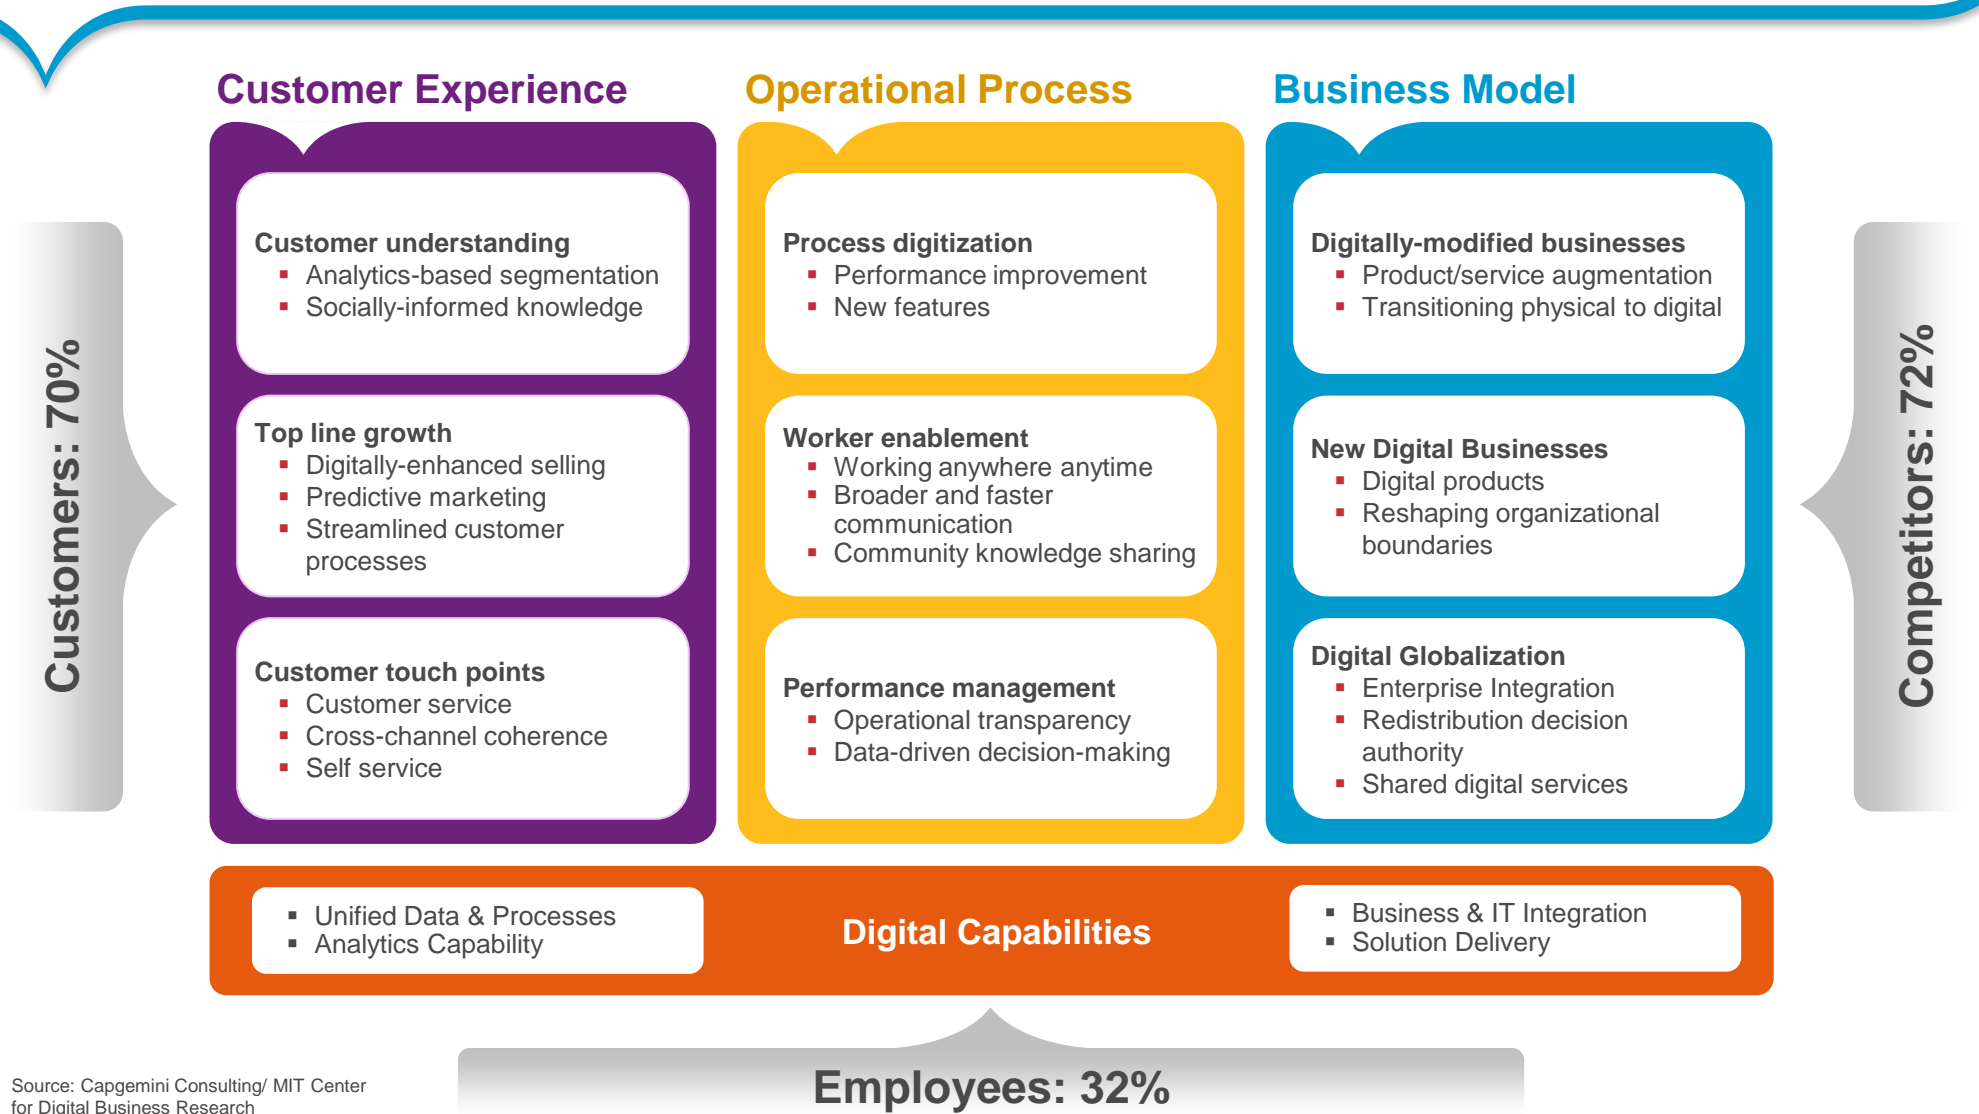 Customer Experience
Customer understanding
Analytics-based segmentation
Socially-informed knowledge
Top line growth
Digitally-enhanced selling
Predictive marketing
Streamlined customer
processes
Customer touch points
Customer service
Cross-channel coherence
Self service
Operational Process
Process digitization
Performance improvement
New features
Worker enablement
Working anywhere anytime
Broader and faster
communication
Community knowledge sharing
Performance management
Operational transparency
Data-driven decision-making
Business Model
Digitally-modified businesses
Product/service augmentation
Transitioning physical to digital
New Digital Businesses
Digital products
Reshaping organizational
boundaries
Digital Globalization
Enterprise Integration
Redistribution decision
authority
Shared digital services
Customers: 70%
Competitors: 72%
Unified Data & Processes
Analytics Capability
Digital Capabilities
Business & IT Integration
Solution Delivery
Employees: 32%
Source: Capgemini Consulting/ MIT Center
for Digital Business Research